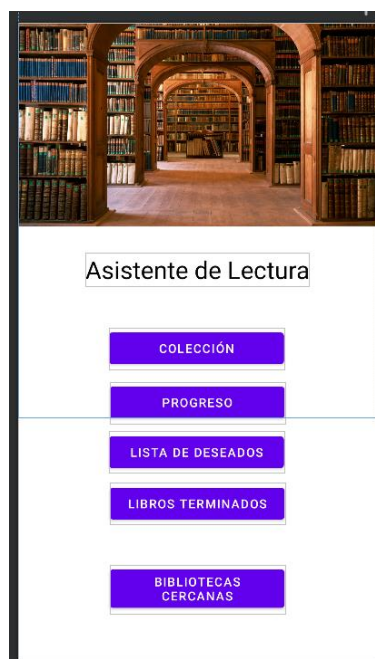 Asistente de Lectura
COLECCIÓN
PROGRESO
LISTA DE DESEADOS
LIBROS TERMINADOS
BIBLIOTECAS
CERCANAS